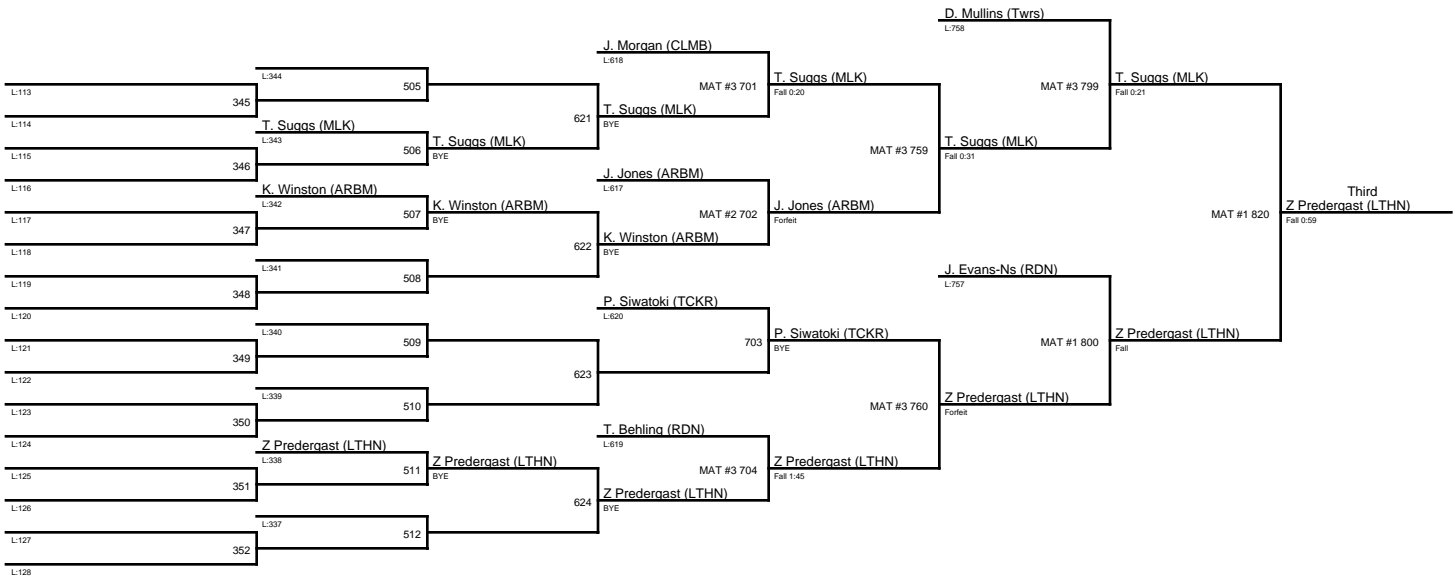 D. Mullins (Twrs)
L:758
J. Morgan (CLMB)
L:618
L:344
505
MAT #3 701
T. Suggs (MLK)
Fall 0:20
MAT #3 799
T. Suggs (MLK)
Fall 0:21
L:113
345
621
T. Suggs (MLK)
BYE
L:114
T. Suggs (MLK)
L:343
506
T. Suggs (MLK)
BYE
MAT #3 759
T. Suggs (MLK)
Fall 0:31
L:115
346
L:116
K. Winston (ARBM)
L:342
J. Jones (ARBM)
L:617
Third
L:117
347
507
K. Winston (ARBM)
BYE
MAT #2 702
J. Jones (ARBM)
Forfeit
MAT #1 820
Z Predergast (LTHN)
Fall 0:59
L:118
622
K. Winston (ARBM)
BYE
L:341
508
J. Evans-Ns (RDN)
L:757
L:119
348
L:120
P. Siwatoki (TCKR)
L:620
L:340
509
703
P. Siwatoki (TCKR)
BYE
MAT #1 800
Z Predergast (LTHN)
Fall
L:121
349
623
L:122
L:339
510
MAT #3 760
Z Predergast (LTHN)
Forfeit
L:123
350
L:124
T. Behling (RDN)
L:619
Z Predergast (LTHN)
L:338
511
Z Predergast (LTHN)
BYE
MAT #3 704
Z Predergast (LTHN)
Fall 1:45
L:125
351
L:126
624
Z Predergast (LTHN)
BYE
L:337
512
L:127
352
L:128